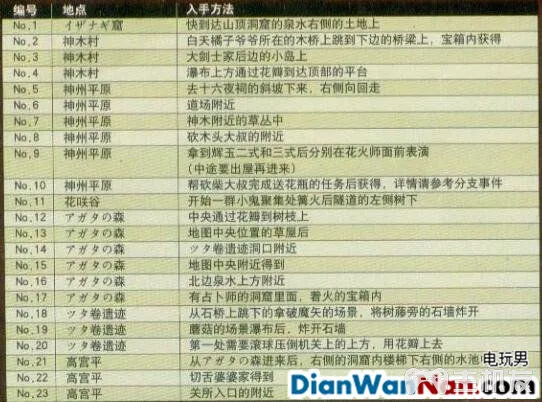 编号 地点 入手方法
No.1 イザナギ窟 快到达山顶洞窟的泉水右侧的土地上
No.2 神木村 白天橘子爷爷所在的木桥上跳到下边的桥梁上，宝箱内获得
No.3 神木村 大剑士家后边的小岛上
No.4 神木村 瀑布上方通过花瓣到达顶部的平台
No.5 神州平原 去十六夜祠的斜坡下来，右侧向回走
No.6 神州平原 道场附近
No.7 神州平原 神木附近的草丛中
No.8 神州平原 砍木头大叔的附近
No.9 神州平原 拿到辉玉二式和三式后分别在花火师面前表演
（中途要出屋再进来）
No.10 神州平原 帮砍柴大叔完成送花瓶的任务后获得，详情请参考分支事件
No.11 花咲谷 开始一群小鬼聚集处篝火后隧道的左侧树下
No.12 アガタの森 中央通过花瓣到树枝上
No.13 アガタの森 地图中央位置的草屋后
No.14 アガタの森 ツタ卷遗迹洞口附近
No.15 アガタの森 地图中央附近得到
No.16 アガタの森 北边泉水上方附近
No.17 アガタの森 有占卜师的洞窟里面，着火的宝箱内
No.18 ツタ卷遗迹 从石桥上跳下的拿破魔矢的场景，将树藤旁的石墙炸开
No.19 ツタ卷遗迹 蘑菇的场景瀑布后，炸开石墙
No.20 ツタ卷遗迹 第一处需要滚球压倒机关上的上方，用花瓣上去
No.21 高宫平 从アガタの森进来后，右侧的洞窟内楼梯下右侧的水池
No.22 高宫平 切舌婆婆家得到
No.23 高宫平 关所入口的附近
电玩男
DianWanNan.com